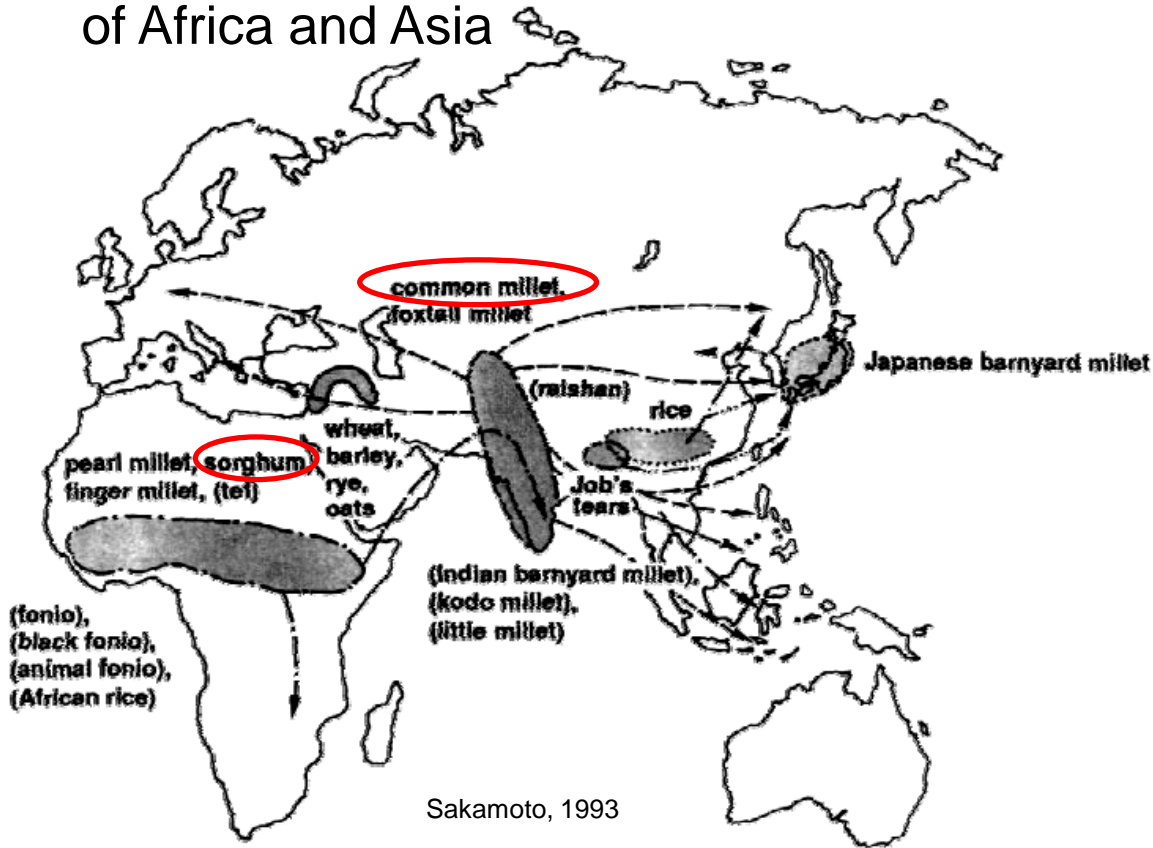 of Africa and Asia
common millet,
foxtail millet
Japanese barnyard millet
(raishan)
rice
wheat,
barley,
rye,
oats
pearl millet, sorghum,
finger millet, (tef)
Job's
tears
(Indian barnyard millet),
(kodo millet),
(little millet)
(fonio),
(black fonio),
(animal fonio),
(African rice)
Sakamoto, 1993